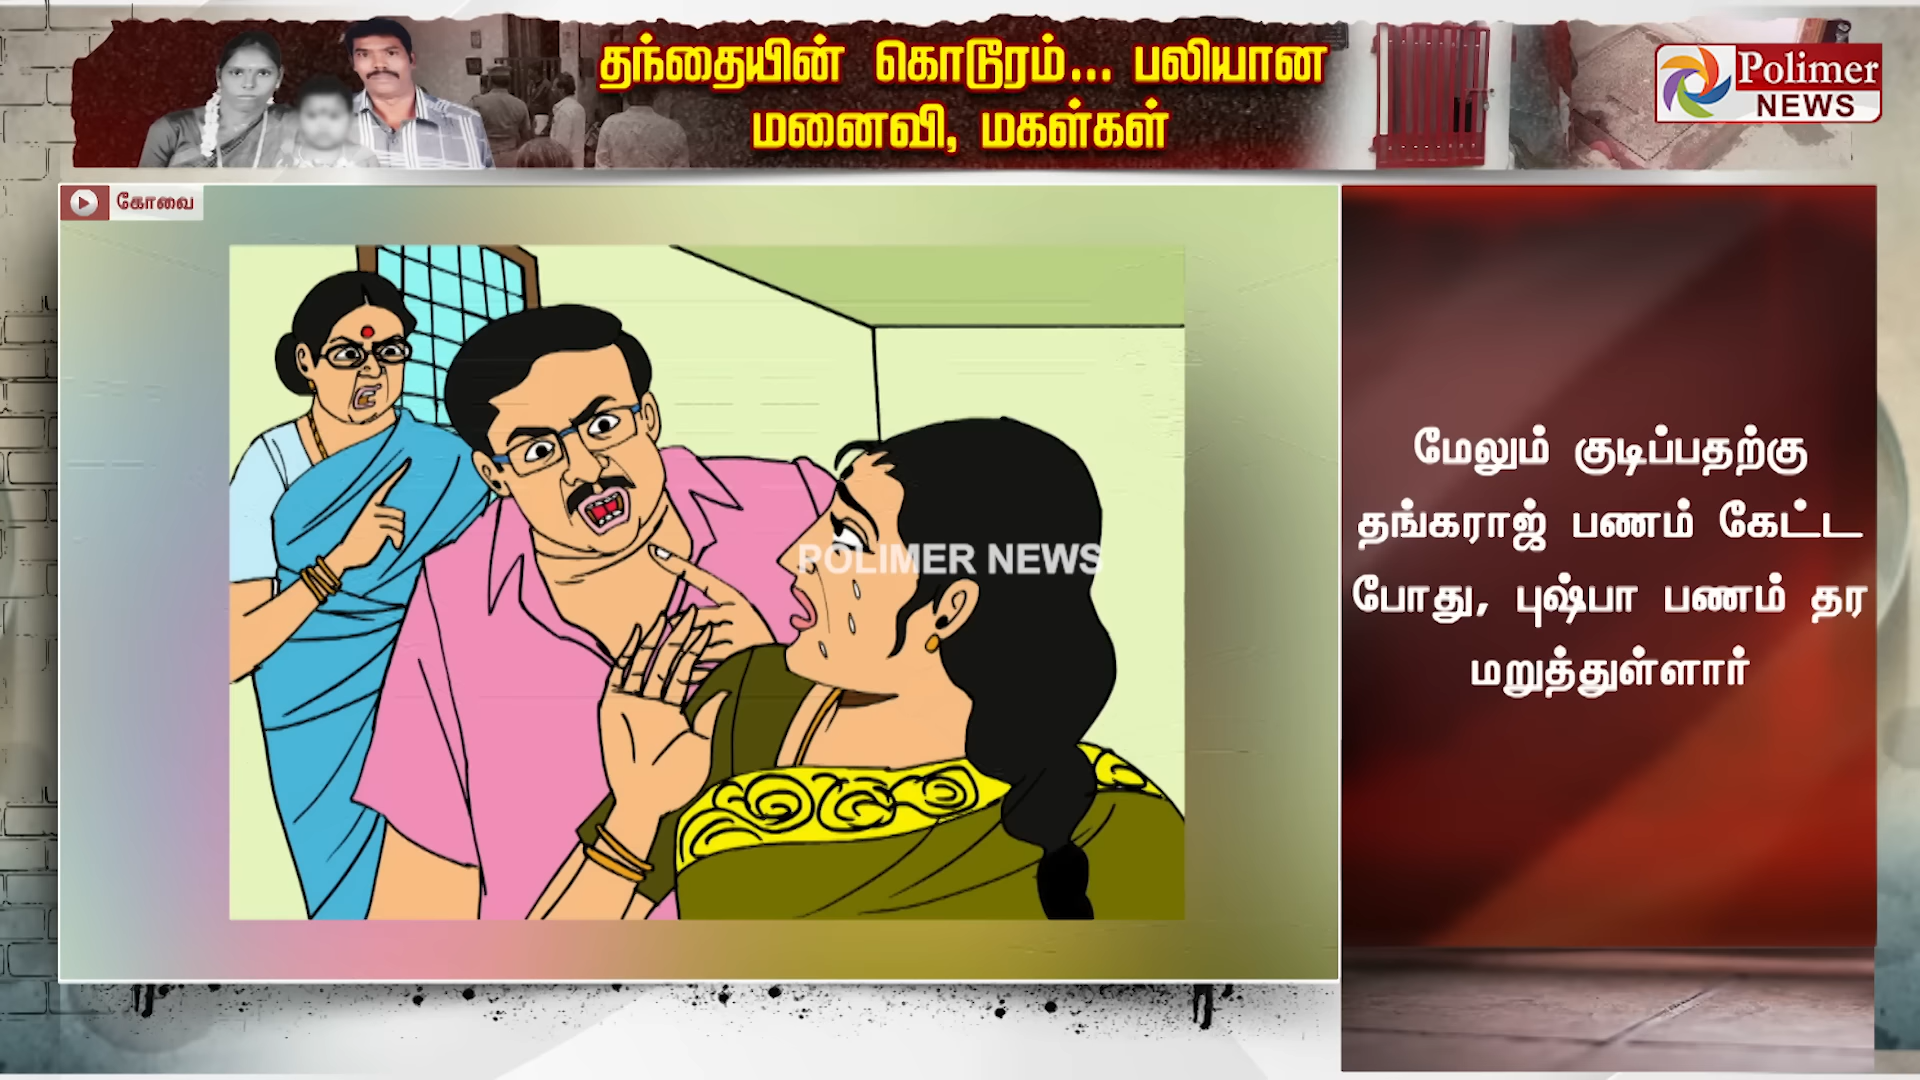 தந்தையின் கொடூரம்... பலியான
மனைவி, மகள்கள்
Polimer
NEWS
கோவை
POLIMER NEWS
மேலும் குடிப்பதற்கு
தங்கராஜ் பணம் கேட்ட
போது, புஷ்பா பணம் தர
மறுத்துள்ளார்